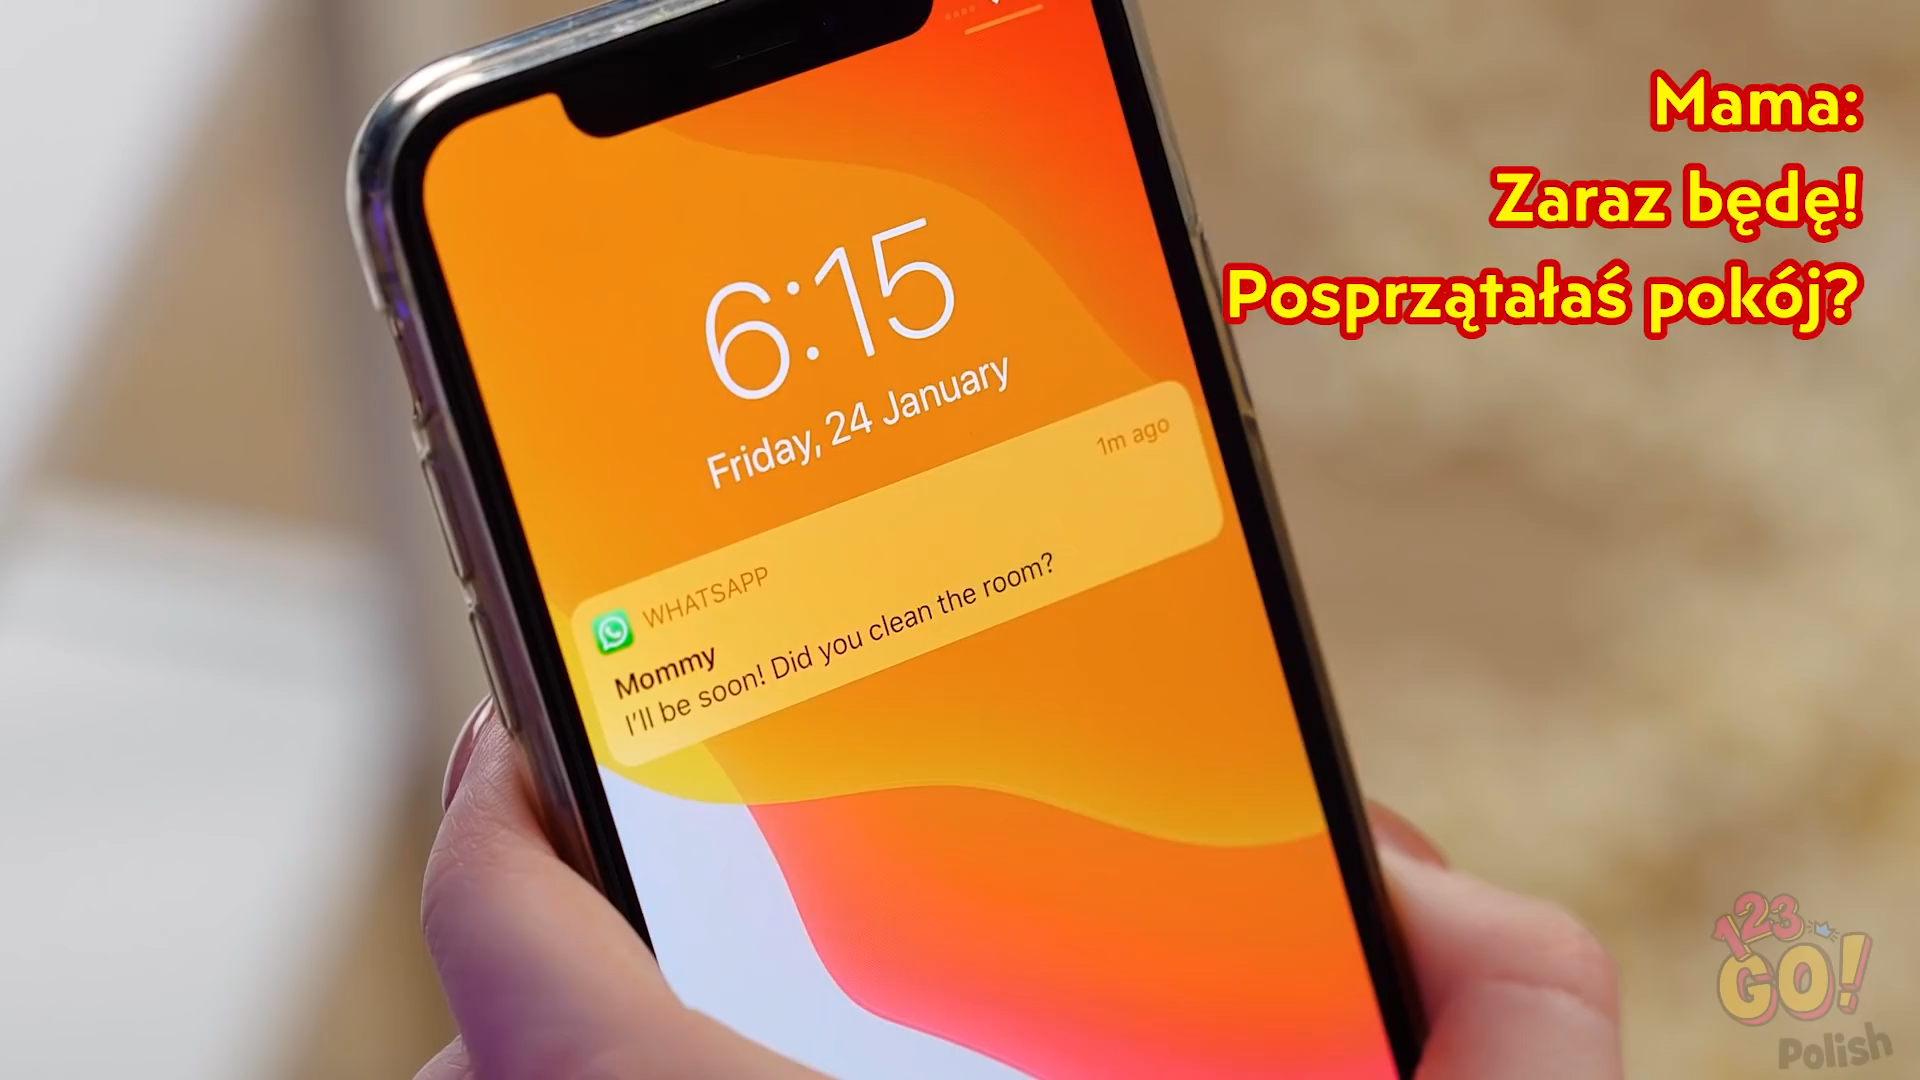 Mama:
Zaraz będę!
Posprzątałaś pokój?
6:15
Friday, 24 January
1m ago
WHATSAPP
Mommy
I'll be soon! Did you clean the room?
123
GO!
Polish